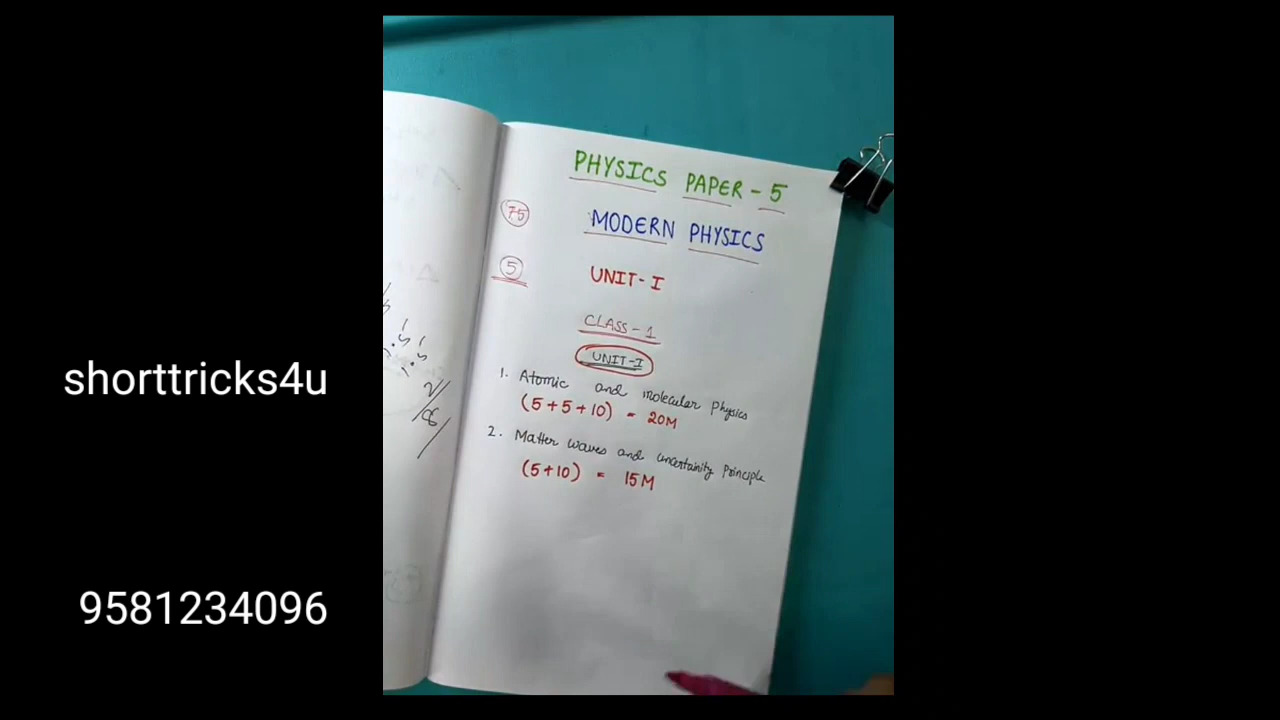 PHYSICS PAPER - 5
75
MODERN PHYSICS
5
UNIT - I
CLASS - 1
UNIT-I
1. Atomic and molecular Physics
(5+5+10) = 20M
2. Matter waves and uncertainity Principle
(5+10) = 15M
shorttricks4u
9581234096